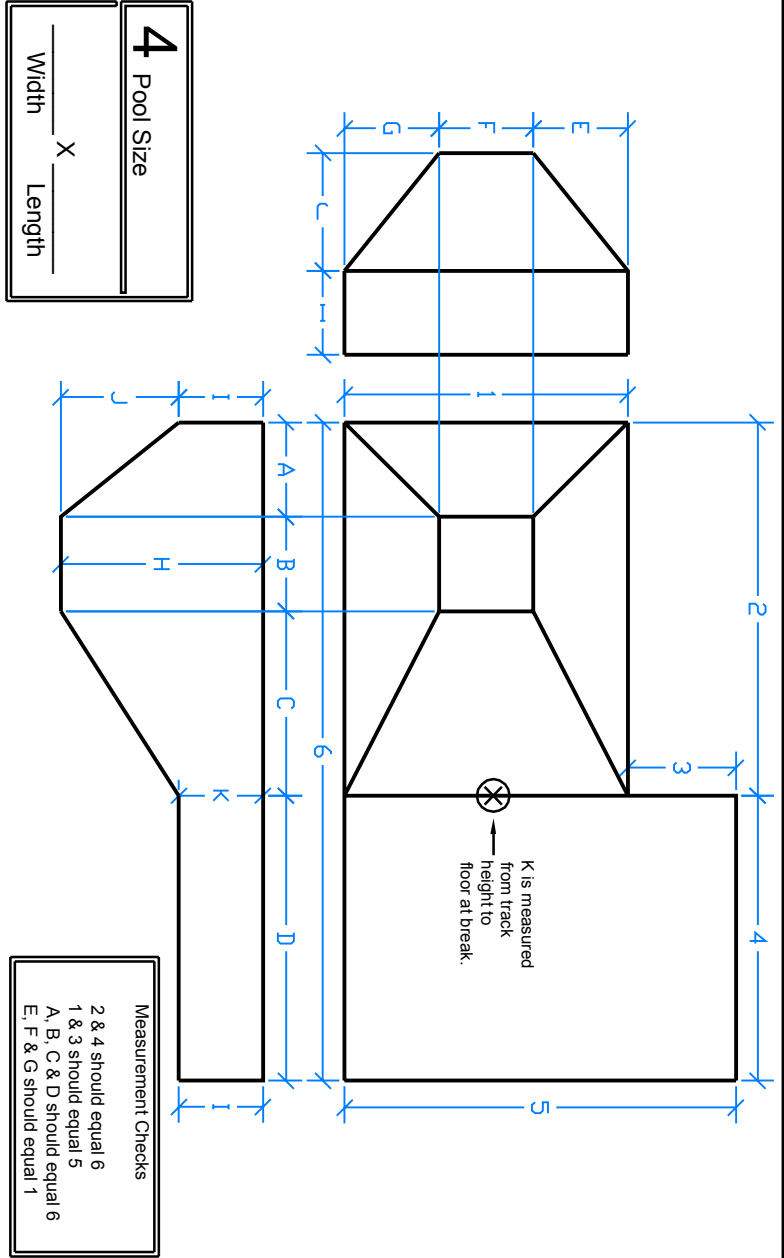 4 Pool Size
Width X Length
G
F
E
J
I
1
2
3
4
5
6
K is measured
from track
height to
floor at break.
J
I
A
B
C
D
H
K
I
Measurement Checks
2 & 4 should equal 6
1 & 3 should equal 5
A, B, C & D should equal 6
E, F & G should equal 1